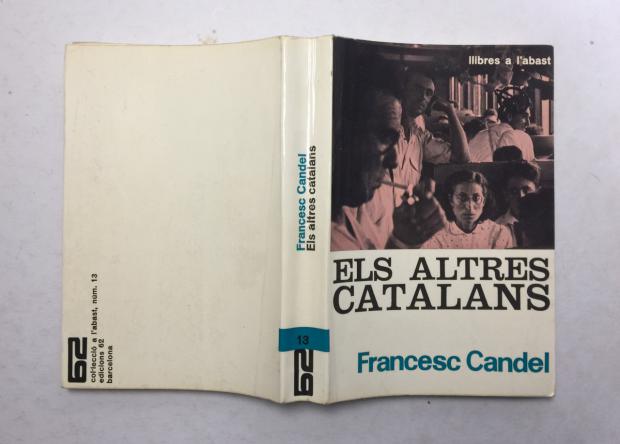 llibres a l'abast
ELS ALTRES
CATALANS
Francesc Candel
Francesc Candel
Els altres catalans
13
62
62
col·lecció a l'abast, núm. 13
edicions 62
barcelona